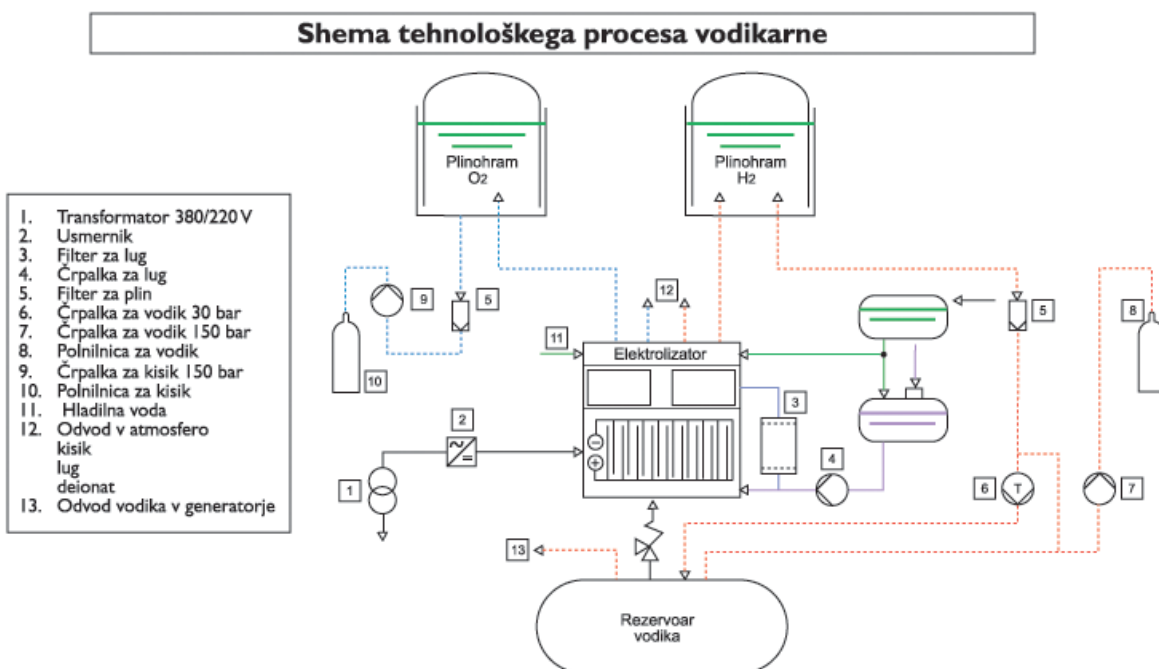 Shema tehnološkega procesa vodikarne
Plinohram
O2
Plinohram
H2
1. Transformator 380/220 V
2. Usmernik
3. Filter za lug
4. Črpalka za lug
5. Filter za plin
6. Črpalka za vodik 30 bar
7. Črpalka za vodik 150 bar
8. Polnilnica za vodik
9. Črpalka za kisik 150 bar
10. Polnilnica za kisik
11. Hladilna voda
12. Odvod v atmosfero
kisik
lug
deionat
13. Odvod vodika v generatorje
9
5
12
5
8
11
Elektrolizator
10
3
2
4
1
6
T
7
13
Rezervoar
vodika